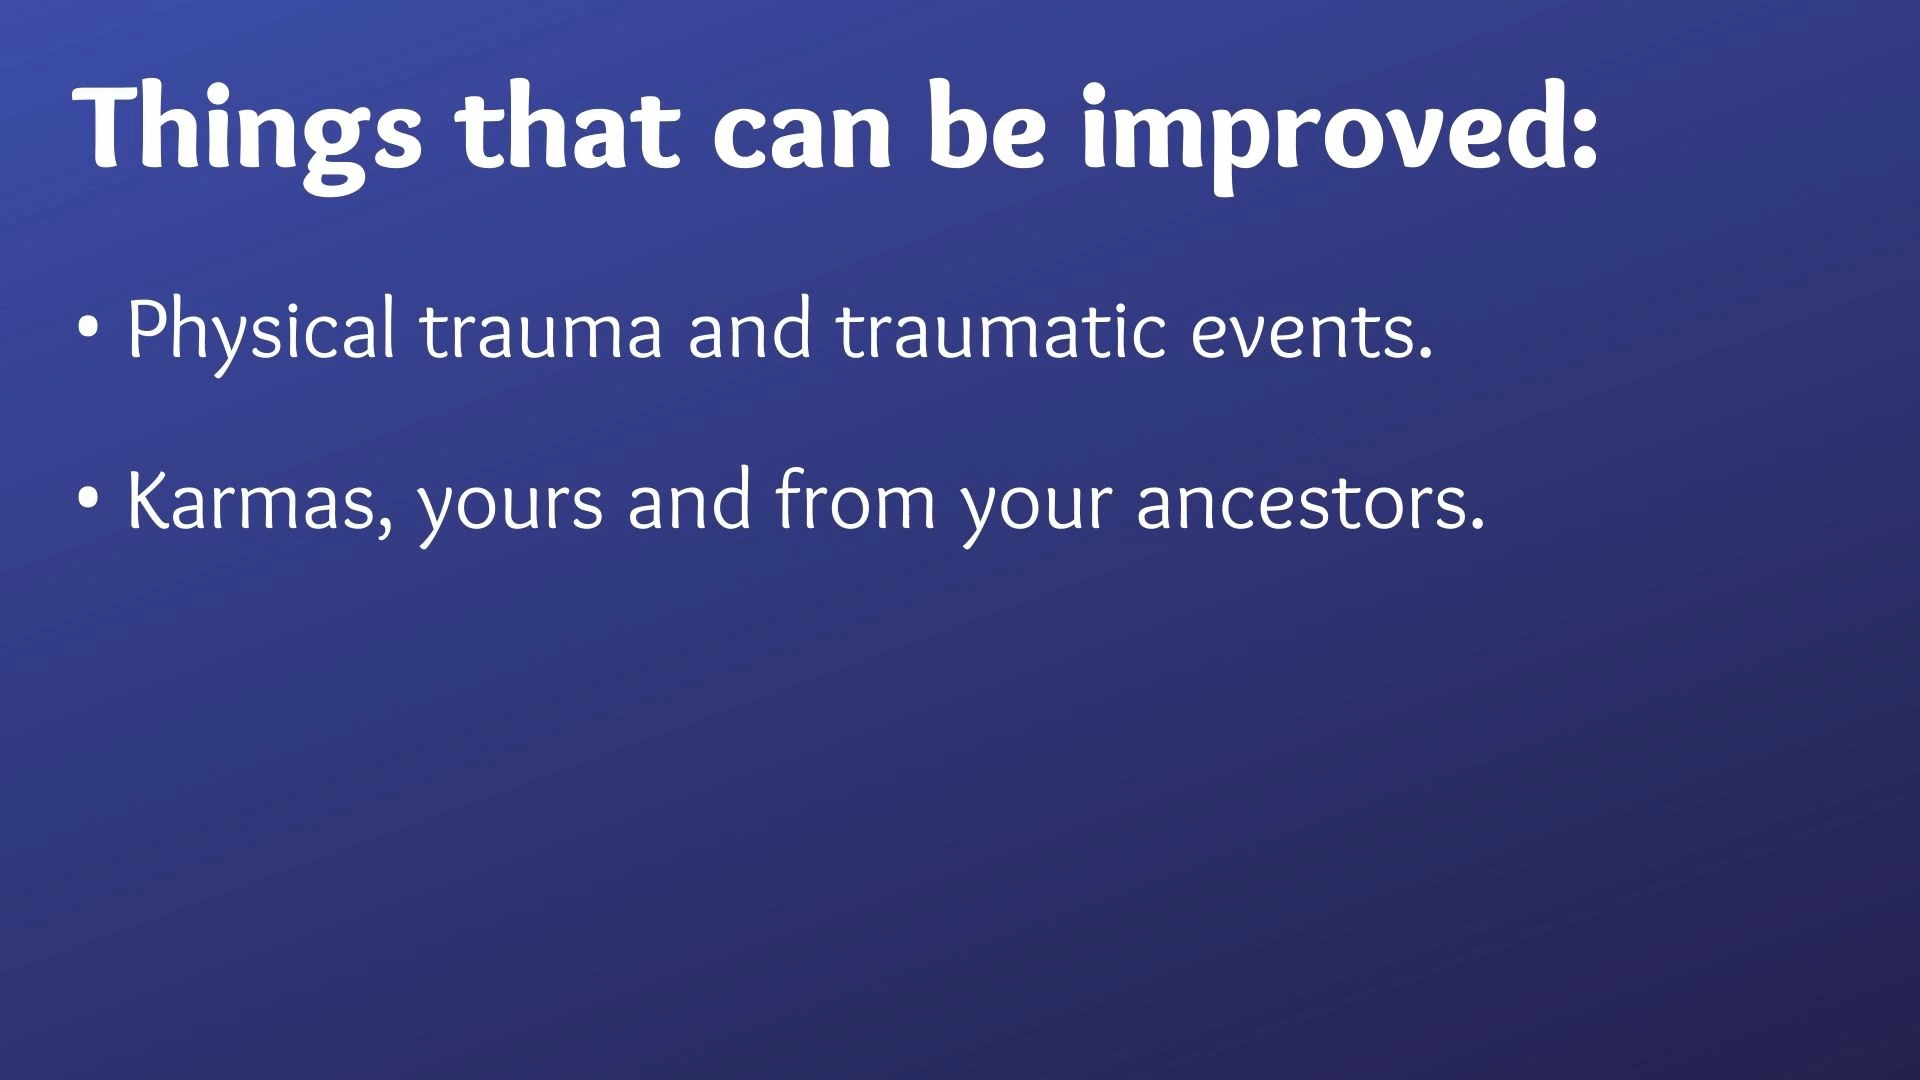 Things that can be improved:
• Physical trauma and traumatic events.
• Karmas, yours and from your ancestors.